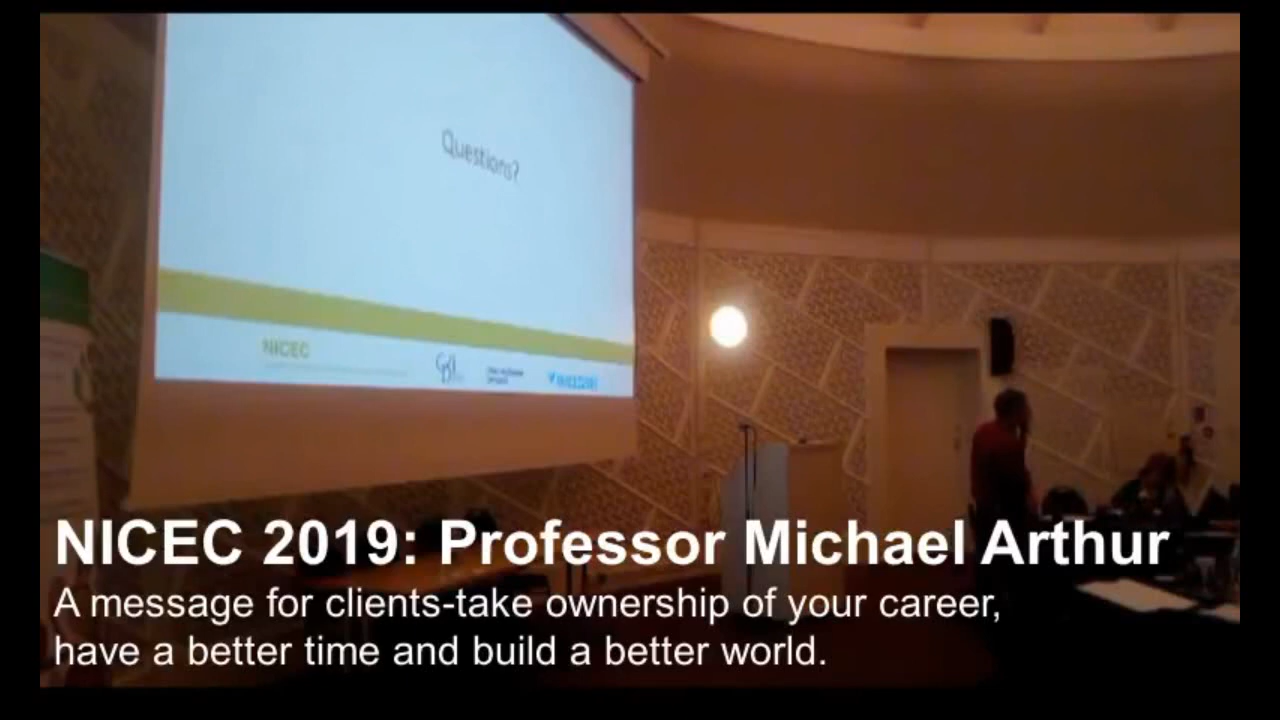 Questions?
NICEC
NICEC 2019: Professor Michael Arthur
A message for clients-take ownership of your career,
have a better time and build a better world.